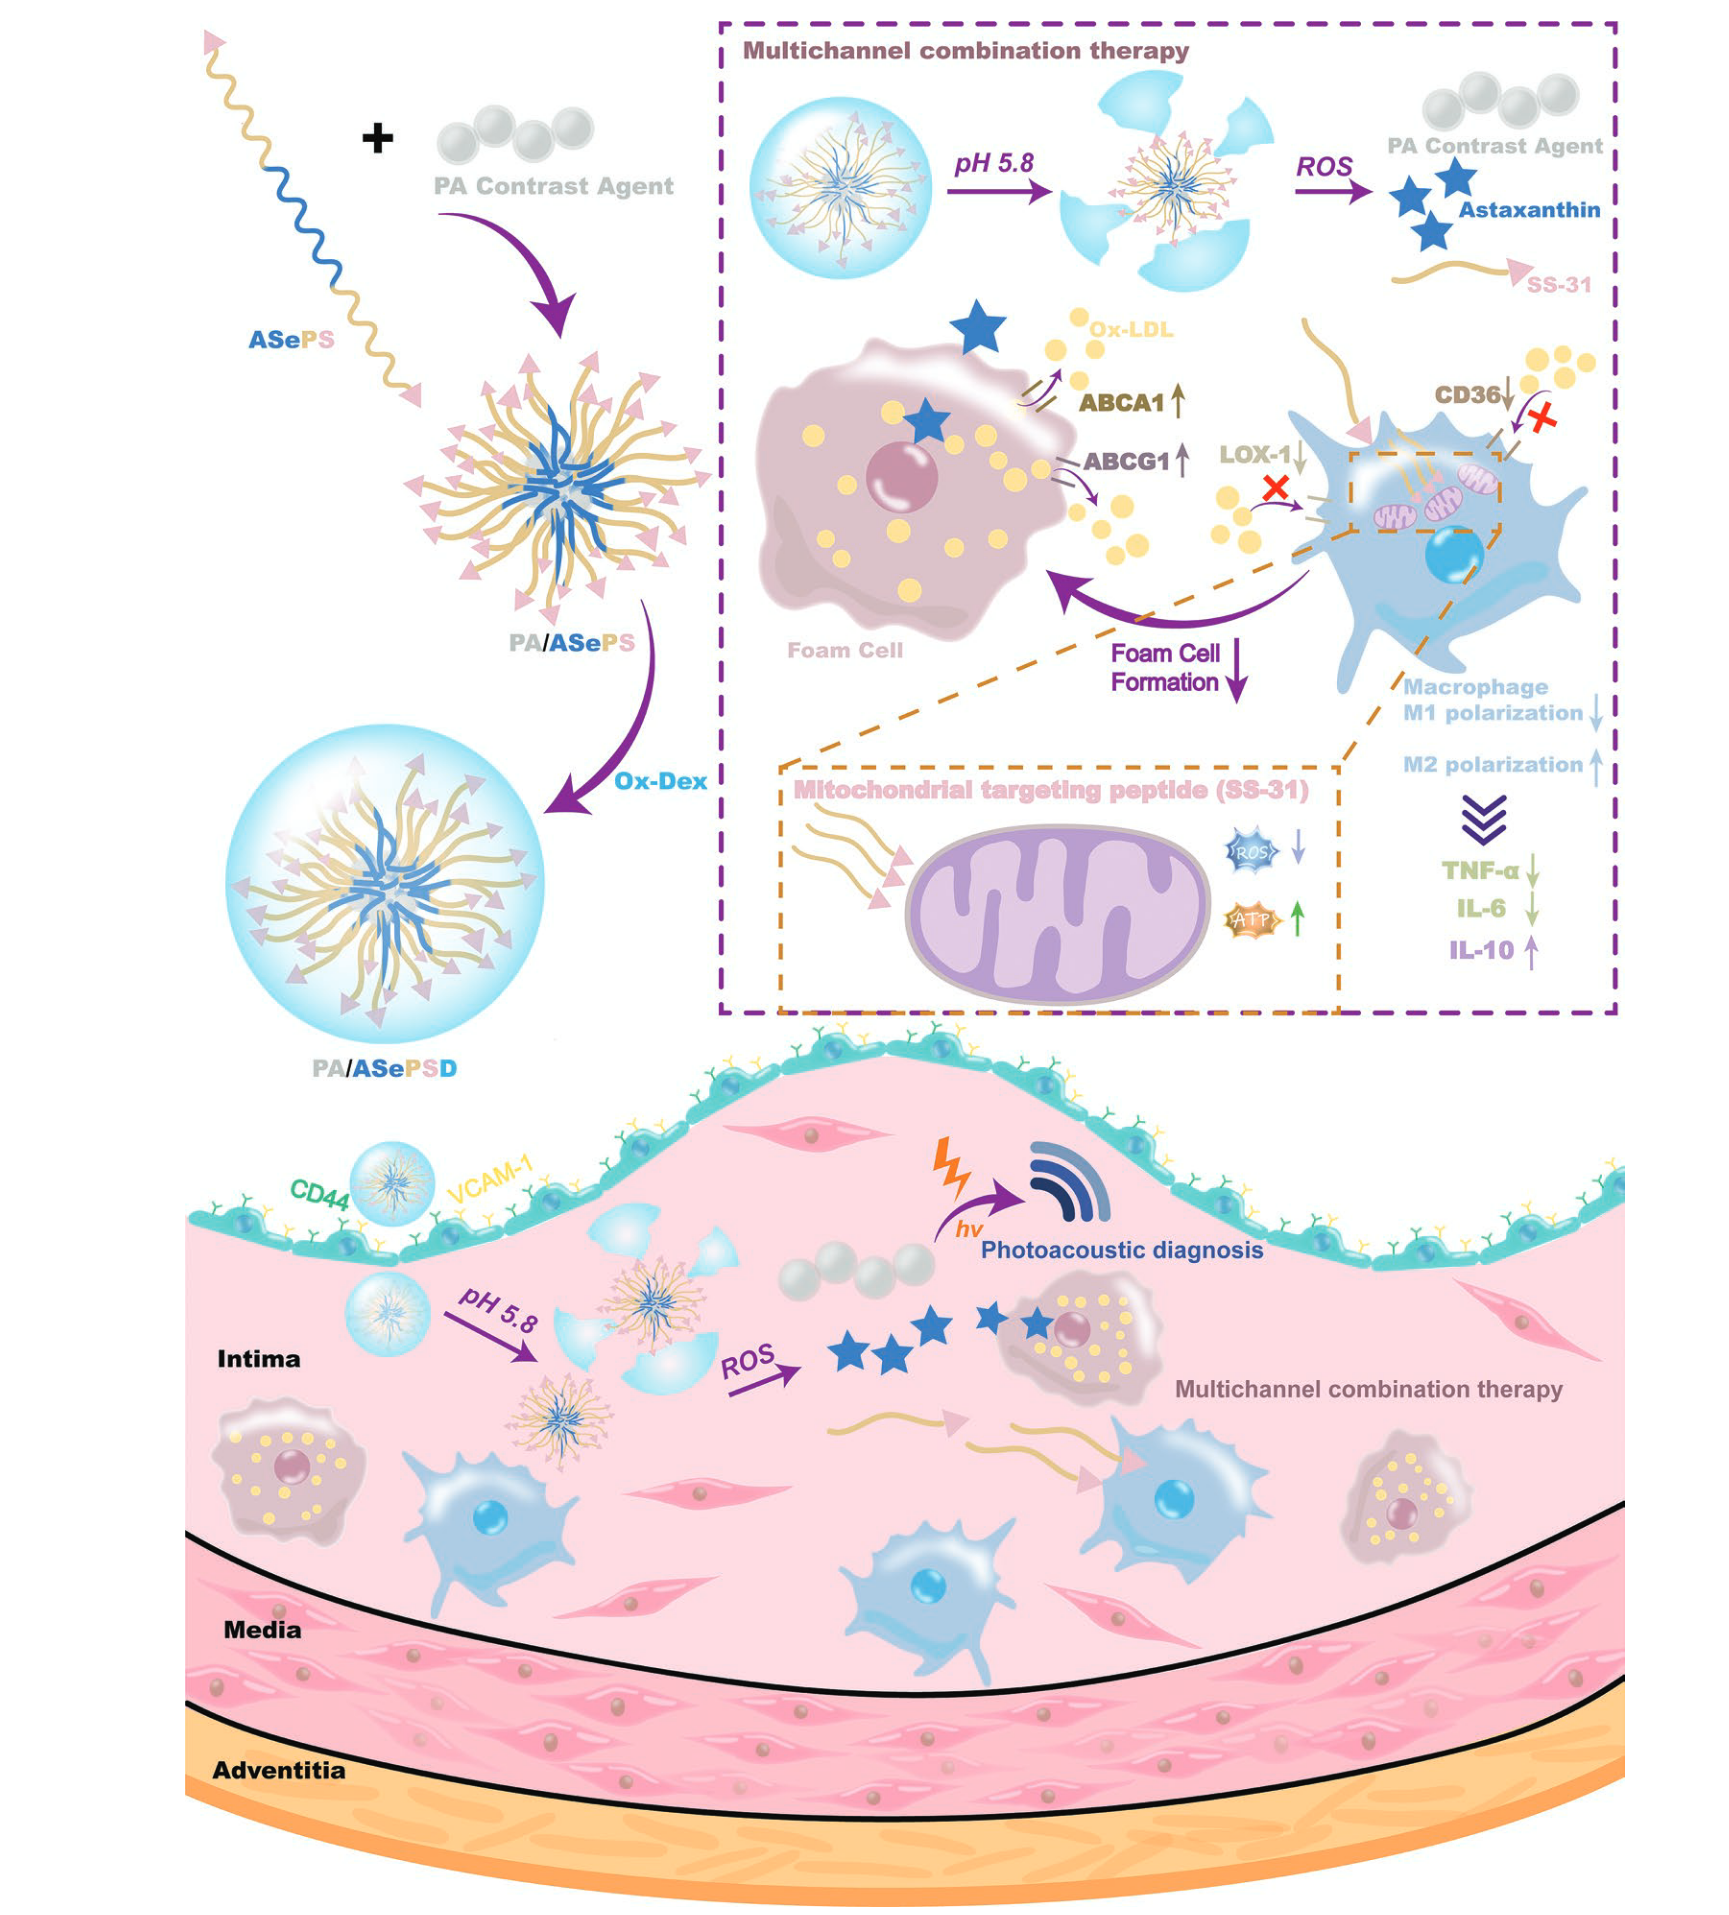 Multichannel combination therapy
+
PA Contrast Agent
ASePS
PA/ASePS
Ox-Dex
PA/ASePSD
pH 5.8
ROS
PA Contrast Agent
Astaxanthin
SS-31
Ox-LDL
ABCA1
ABCG1
CD36
LOX-1
Foam Cell
Foam Cell
Formation
Macrophage
M1 polarization
M2 polarization
TNF-α
IL-6
IL-10
Mitochondrial targeting peptide (SS-31)
ROS
ATP
CD44
VCAM-1
hv
Photoacoustic diagnosis
pH 5.8
ROS
Intima
Multichannel combination therapy
Media
Adventitia